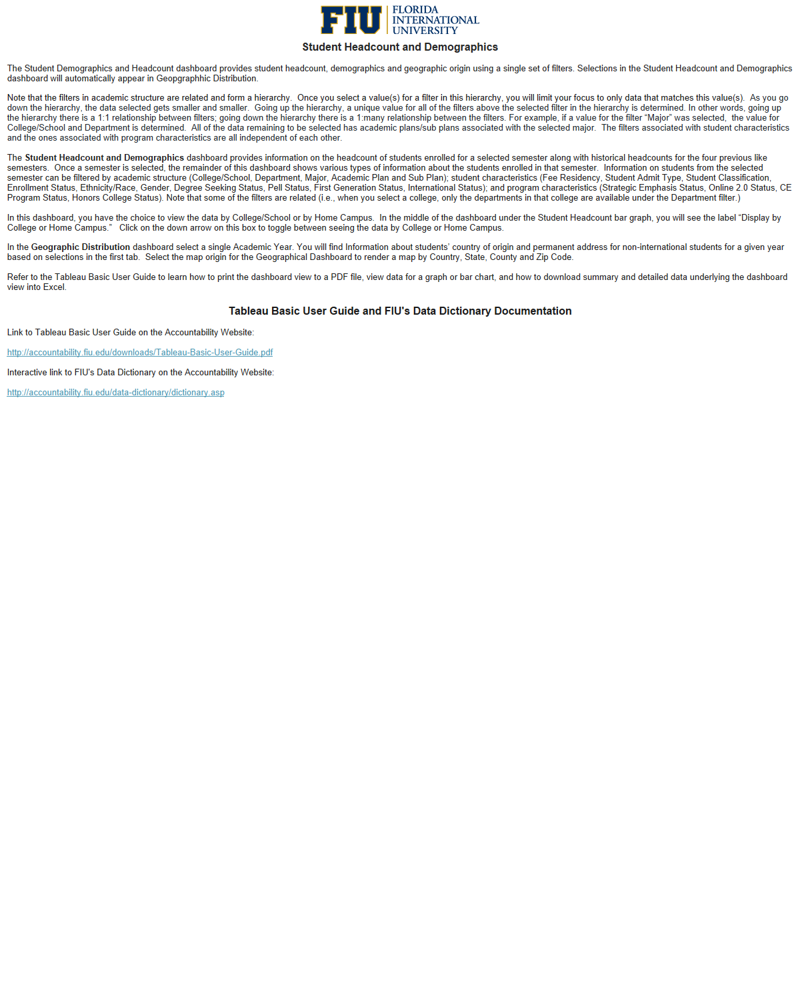 FIU
FLORIDA
INTERNATIONAL
UNIVERSITY
Student Headcount and Demographics
The Student Demographics and Headcount dashboard provides student headcount, demographics and geographic origin using a single set of filters. Selections in the Student Headcount and Demographics
dashboard will automatically appear in Geopgraphhic Distribution.
Note that the filters in academic structure are related and form a hierarchy.  Once you select a value(s) for a filter in this hierarchy, you will limit your focus to only data that matches this value(s).  As you go
down the hierarchy, the data selected gets smaller and smaller.  Going up the hierarchy, a unique value for all of the filters above the selected filter in the hierarchy is determined. In other words, going up
the hierarchy there is a 1:1 relationship between filters; going down the hierarchy there is a 1:many relationship between the filters. For example, if a value for the filter “Major” was selected,  the value for
College/School and Department is determined.  All of the data remaining to be selected has academic plans/sub plans associated with the selected major.  The filters associated with student characteristics
and the ones associated with program characteristics are all independent of each other.
The Student Headcount and Demographics dashboard provides information on the headcount of students enrolled for a selected semester along with historical headcounts for the four previous like
semesters.  Once a semester is selected, the remainder of this dashboard shows various types of information about the students enrolled in that semester.  Information on students from the selected
semester can be filtered by academic structure (College/School, Department, Major, Academic Plan and Sub Plan); student characteristics (Fee Residency, Student Admit Type, Student Classification,
Enrollment Status, Ethnicity/Race, Gender, Degree Seeking Status, Pell Status, First Generation Status, International Status); and program characteristics (Strategic Emphasis Status, Online 2.0 Status, CE
Program Status, Honors College Status). Note that some of the filters are related (i.e., when you select a college, only the departments in that college are available under the Department filter.)
In this dashboard, you have the choice to view the data by College/School or by Home Campus.  In the middle of the dashboard under the Student Headcount bar graph, you will see the label “Display by
College or Home Campus.”   Click on the down arrow on this box to toggle between seeing the data by College or Home Campus.
In the Geographic Distribution dashboard select a single Academic Year. You will find Information about students’ country of origin and permanent address for non-international students for a given year
based on selections in the first tab.  Select the map origin for the Geographical Dashboard to render a map by Country, State, County and Zip Code.
Refer to the Tableau Basic User Guide to learn how to print the dashboard view to a PDF file, view data for a graph or bar chart, and how to download summary and detailed data underlying the dashboard
view into Excel.
Tableau Basic User Guide and FIU's Data Dictionary Documentation
Link to Tableau Basic User Guide on the Accountability Website:
http://accountability.fiu.edu/downloads/Tableau-Basic-User-Guide.pdf
Interactive link to FIU's Data Dictionary on the Accountability Website:
http://accountability.fiu.edu/data-dictionary/dictionary.asp